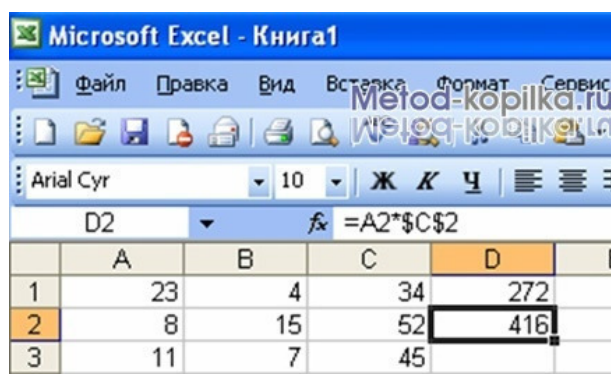 Microsoft Excel - Книга1
Файл Правка Вид Вставка Формат Сервис
Metod-kopilka.ru
Arial Cyr 10 Ж К Ч
D2 fx =A2*$C$2
A B C D
1 23 4 34 272
2 8 15 52 416
3 11 7 45